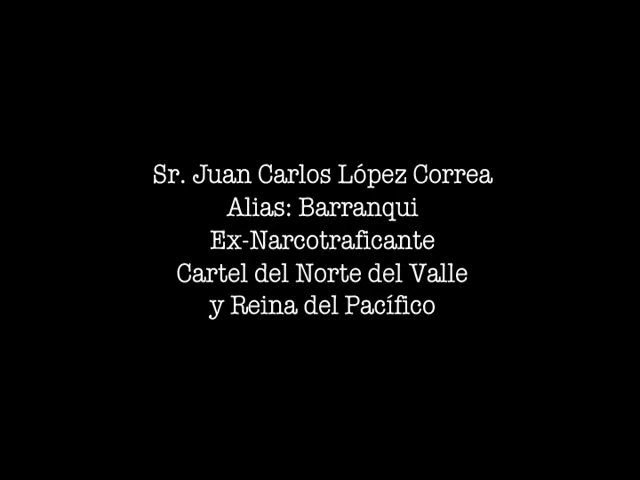 Sr. Juan Carlos López Correa
Alias: Barranqui
Ex-Narcotraficante
Cartel del Norte del Valle
y Reina del Pacífico